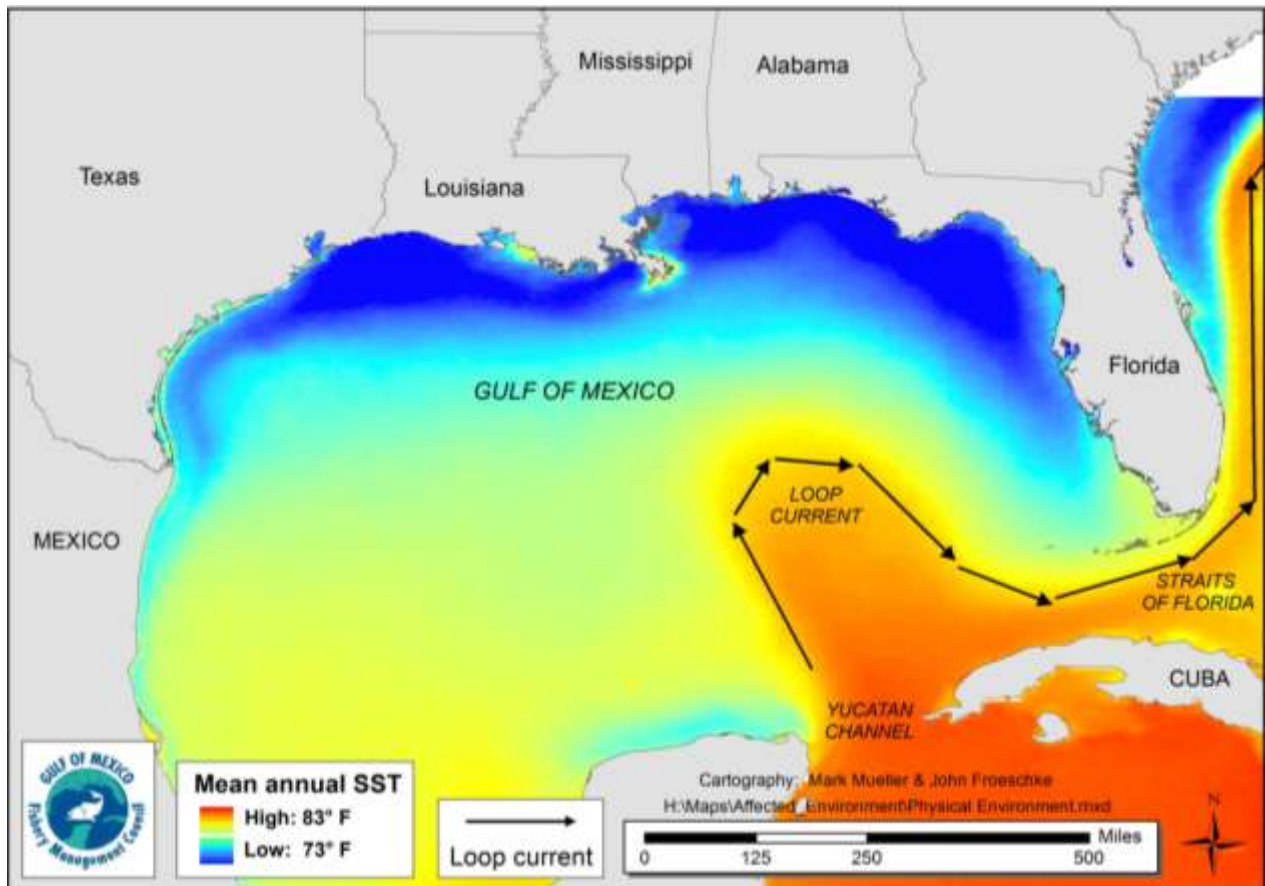 Mississippi
Alabama
Texas
Louisiana
GULF OF MEXICO
Florida
LOOP
CURRENT
MEXICO
STRAITS
OF FLORIDA
CUBA
YUCATAN
CHANNEL
GULF OF MEXICO
Fishery Management Council
Mean annual SST
High: 83° F
Low: 73° F
Loop current
Cartography: Mark Mueller & John Froeschke
H:\Maps\Affected_Environment\Physical Environment.mxd
Miles
0 125 250 500
N